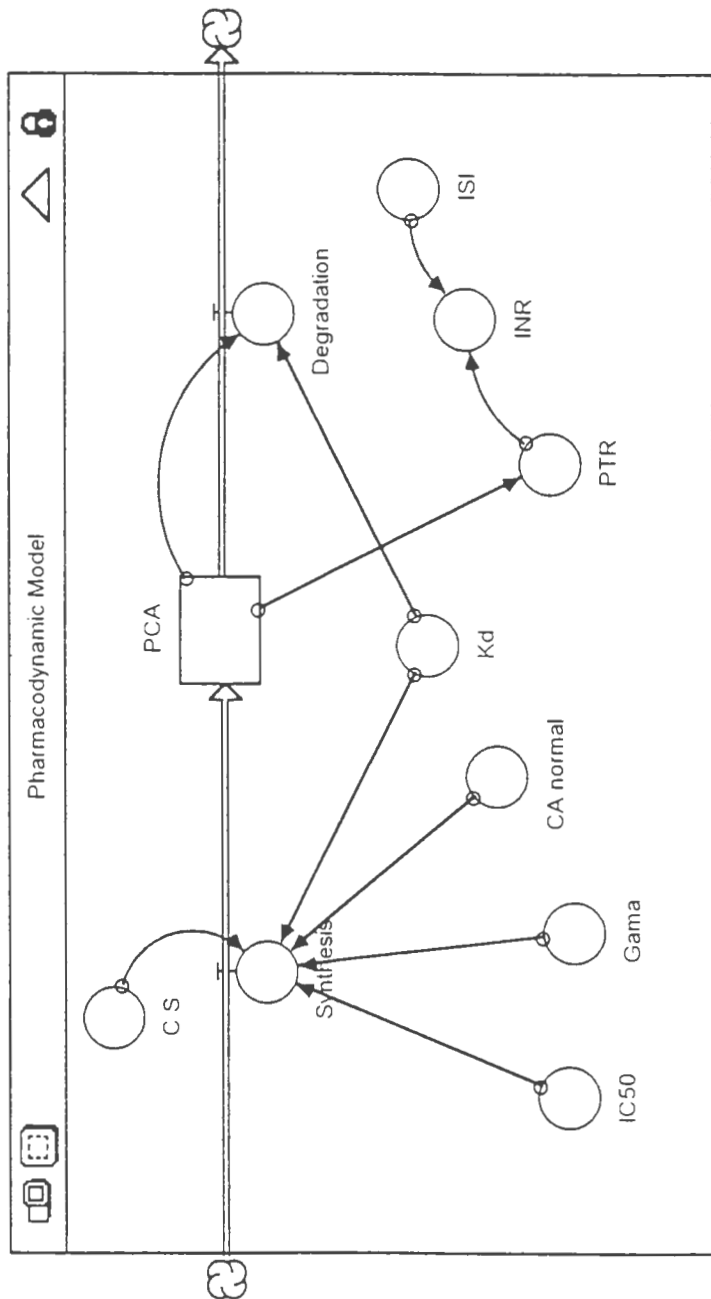 Pharmacodynamic Model
C S
PCA
Synthesis
Degradation
Kd
CA normal
Gama
IC50
PTR
INR
ISI